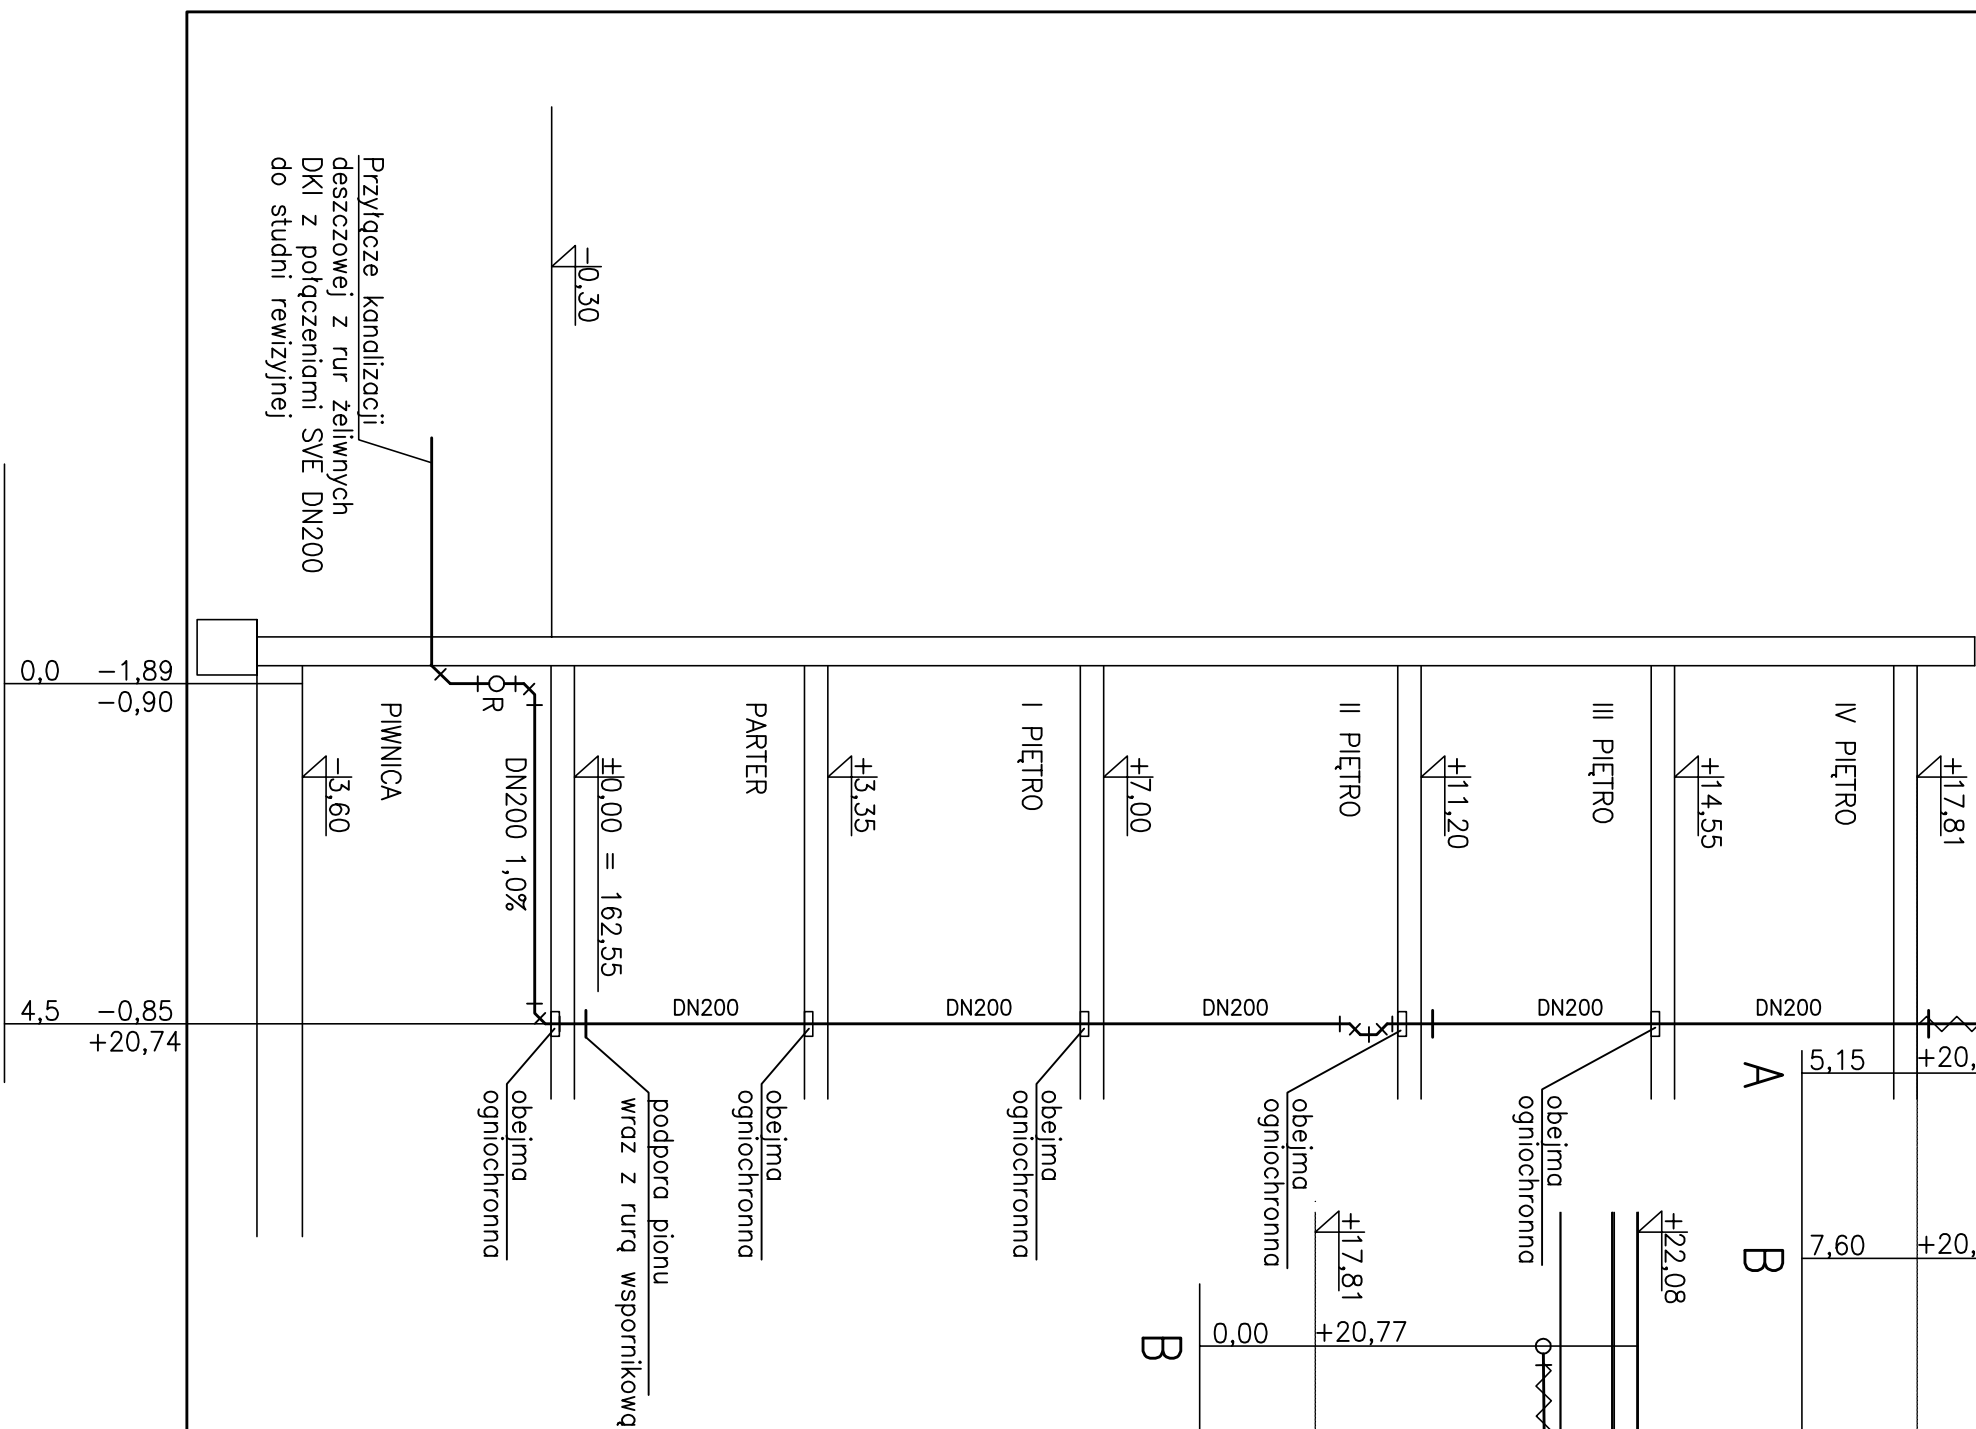 Przyłącze kanalizacji
deszczowej z rur żeliwnych
DKI z połączeniami SVE DN200
do studni rewizyjnej
-0,30
0,0
-1,89
-0,90
4,5
-0,85
+20,74
R
DN200 1,0%
PIWNICA
-3,60
PARTER
±0,00 = 162,55
I PIĘTRO
+3,35
II PIĘTRO
+7,00
III PIĘTRO
+11,20
IV PIĘTRO
+14,55
+17,81
DN200
DN200
DN200
DN200
DN200
obejma
ogniochronna
podpora pionu
wraz z rurą wspornikową
obejma
ogniochronna
obejma
ogniochronna
obejma
ogniochronna
obejma
ogniochronna
A
5,15
+20,
B
7,60
+20,
+17,81
+22,08
B
0,00
+20,77